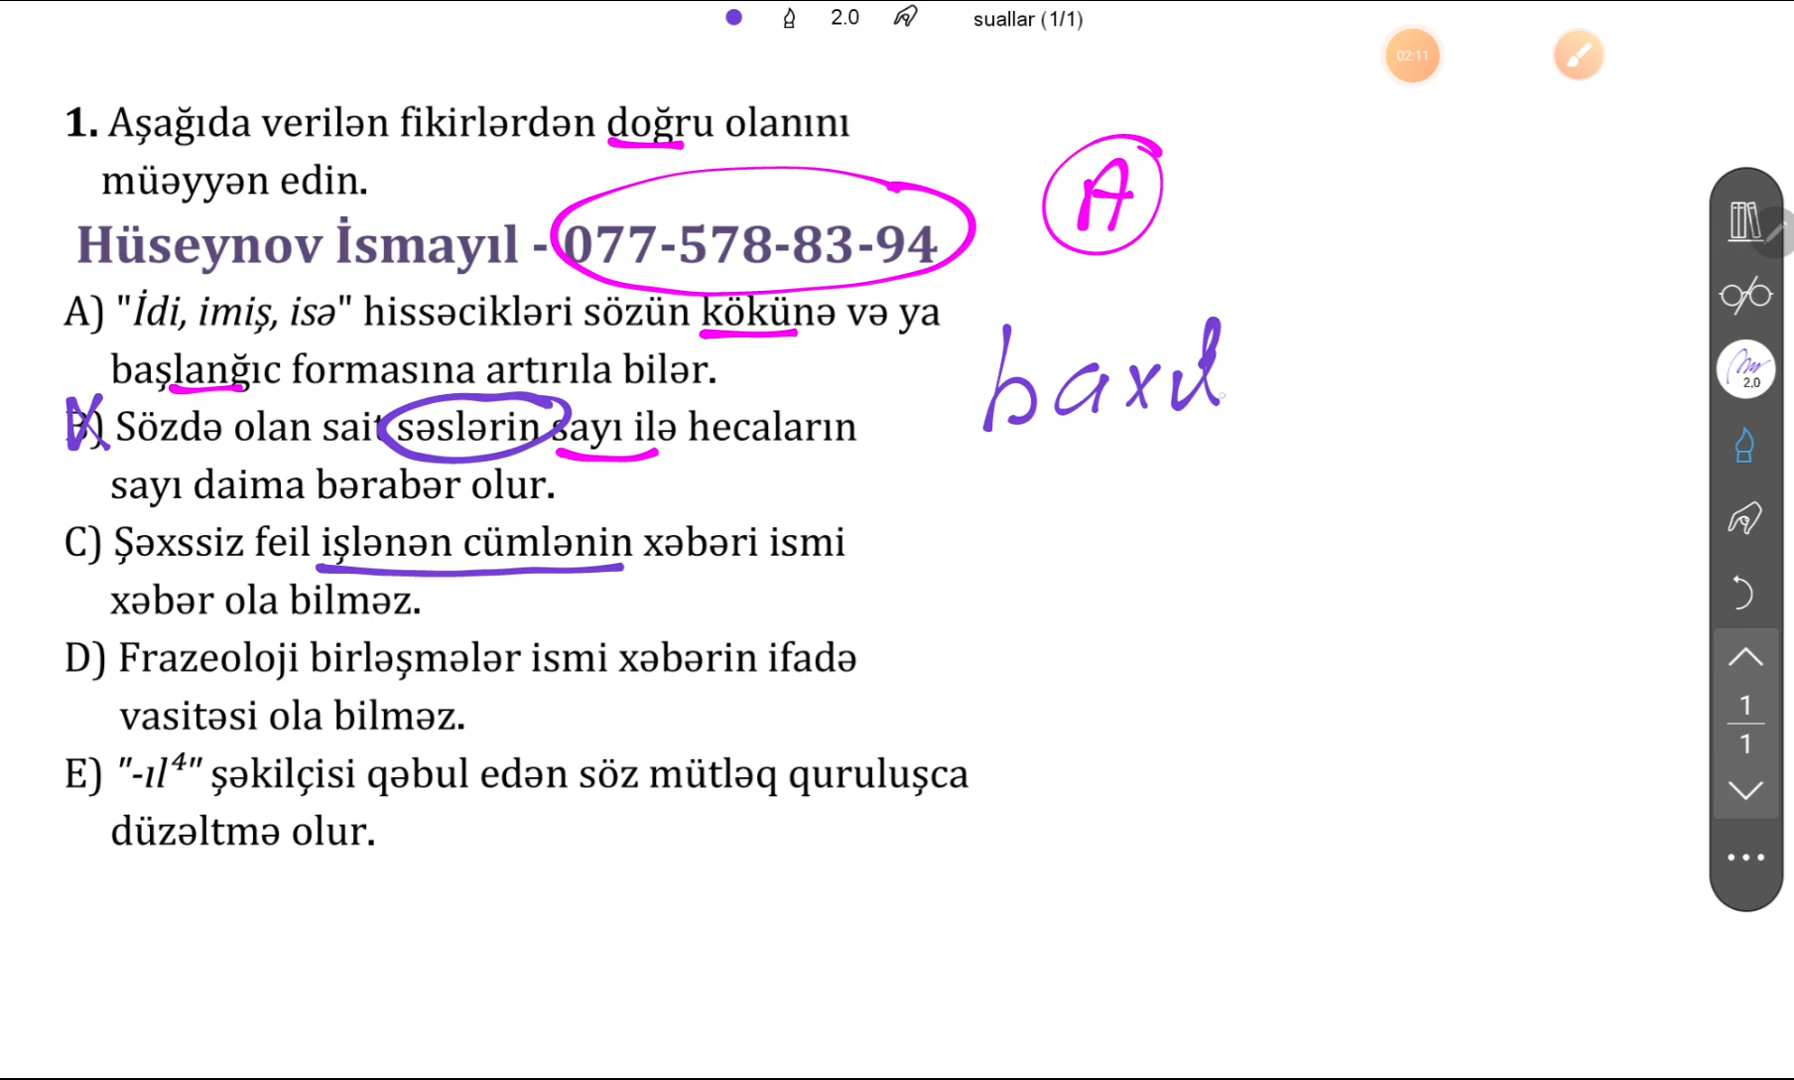 2.0 suallar (1/1)
02:11
1. Aşağıda verilən fikirlərdən doğru olanını
müəyyən edin.
A
Hüseynov İsmayıl - 077-578-83-94
A) "İdi, imiş, isə" hissəcikləri sözün kökünə və ya
başlanğıc formasına artırıla bilər.
baxıl
B) Sözdə olan sait səslərin sayı ilə hecaların
sayı daima bərabər olur.
C) Şəxssiz feil işlənən cümlənin xəbəri ismi
xəbər ola bilməz.
D) Frazeoloji birləşmələr ismi xəbərin ifadə
vasitəsi ola bilməz.
E) "-ıl⁴" şəkilçisi qəbul edən söz mütləq quruluşca
düzəltmə olur.
2,0
1
1